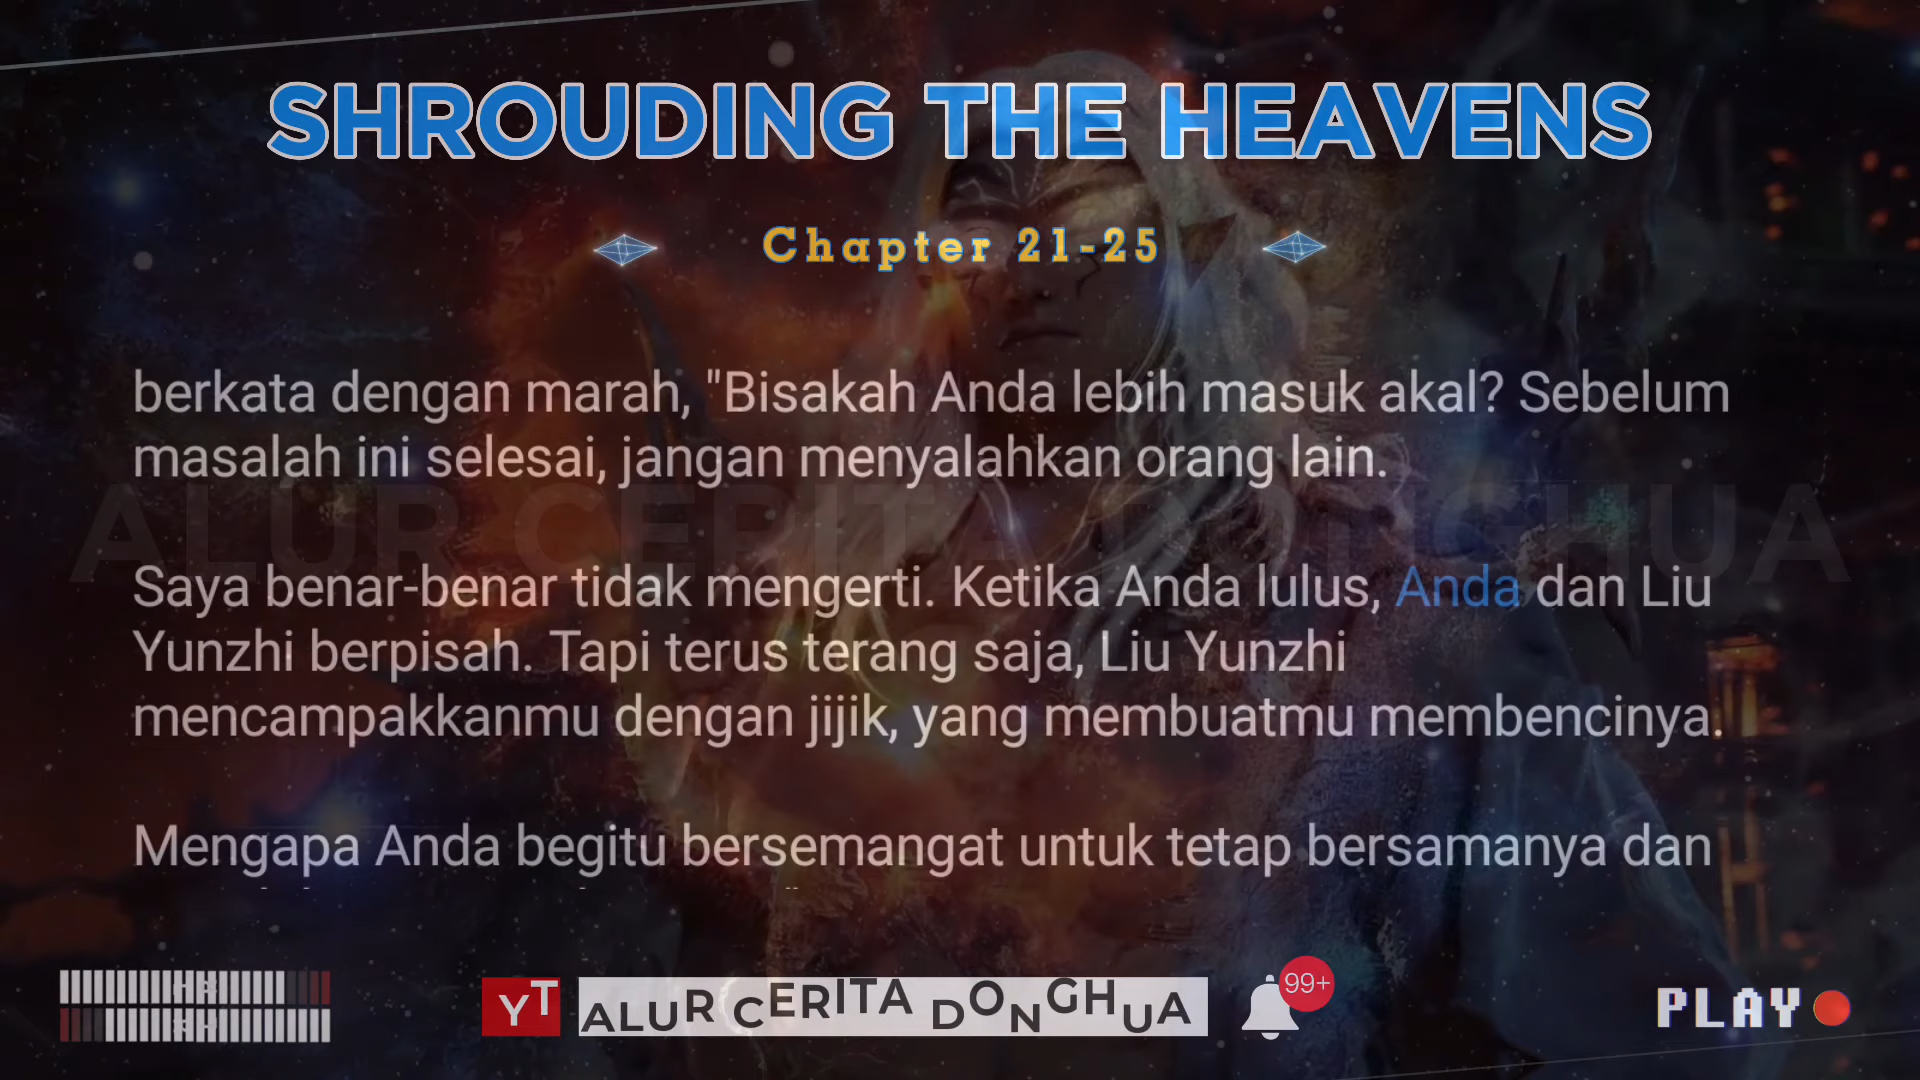 SHROUDING THE HEAVENS
Chapter 21-25
berkata dengan marah, "Bisakah Anda lebih masuk akal? Sebelum
masalah ini selesai, jangan menyalahkan orang lain.
ALUR CERITA DONGHUA
Saya benar-benar tidak mengerti. Ketika Anda lulus, Anda dan Liu
Yunzhi berpisah. Tapi terus terang saja, Liu Yunzhi
mencampakkanmu dengan jijik, yang membuatmu membencinya.
Mengapa Anda begitu bersemangat untuk tetap bersamanya dan
YT ALUR CERITA DONGHUA 99+
PLAY